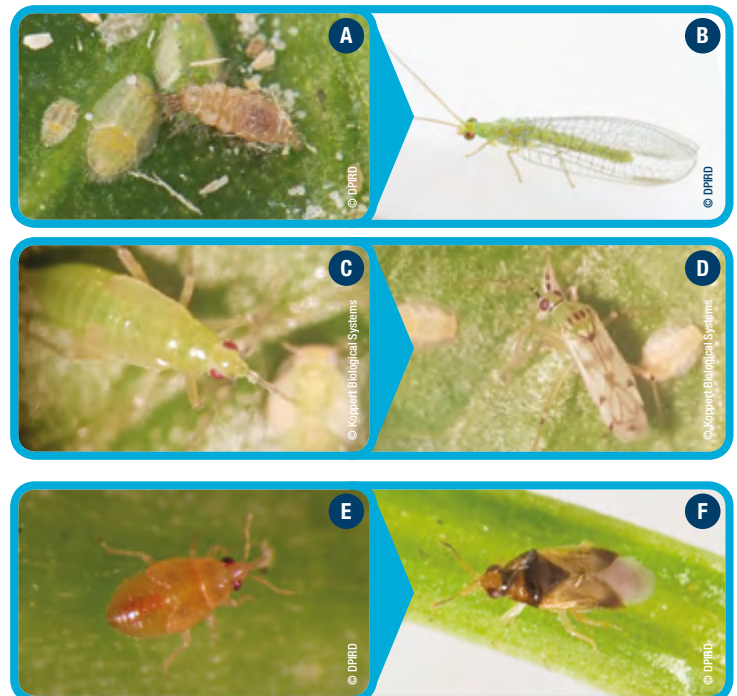 A
© DPIRD
B
© DPIRD
C
© Koppert Biological Systems
D
© Koppert Biological Systems
E
© DPIRD
F
© DPIRD